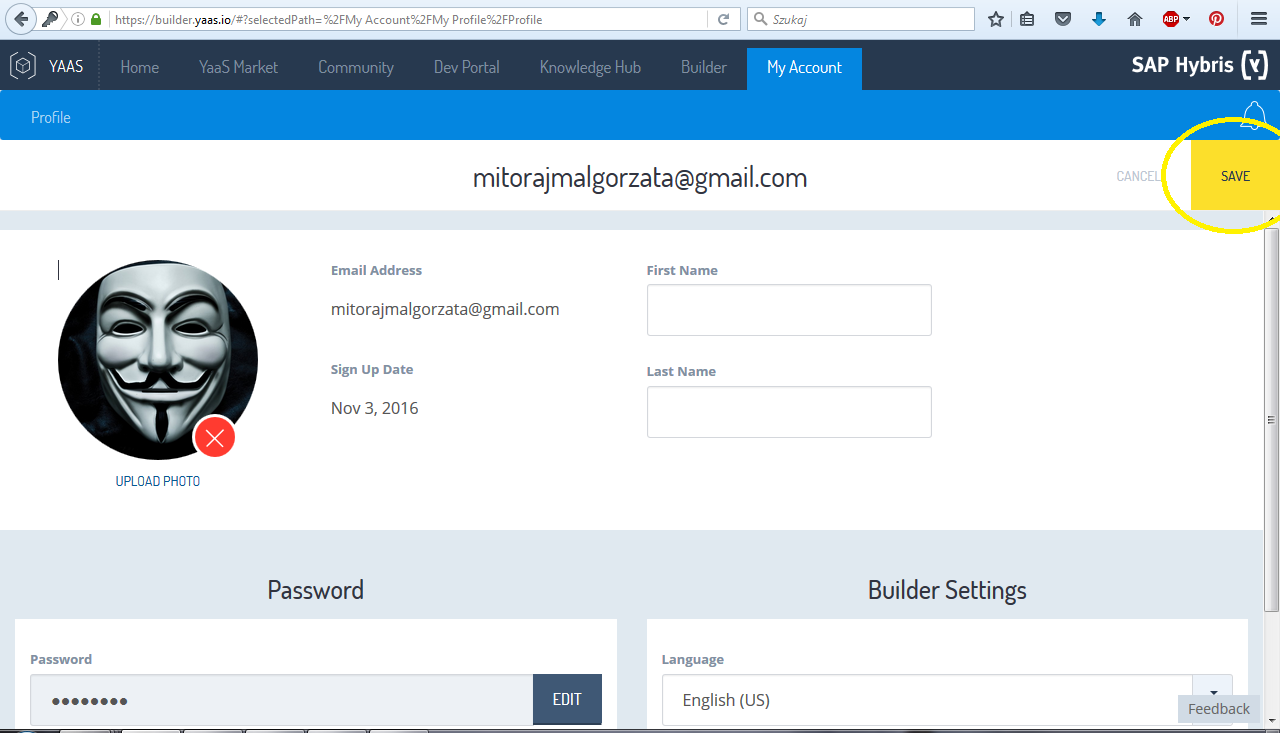 https://builder.yaas.io/#?selectedPath=%2FMy Account%2FMy Profile%2FProfile
Szukaj
ABP
YAAS Home YaaS Market Community Dev Portal Knowledge Hub Builder My Account SAP Hybris (Y)
Profile
mitorajmalgorzata@gmail.com CANCEL SAVE
Email Address
mitorajmalgorzata@gmail.com
Sign Up Date
Nov 3, 2016
First Name
Last Name
UPLOAD PHOTO
Password
Password
●●●●●●●● EDIT
Builder Settings
Language
English (US)
Feedback